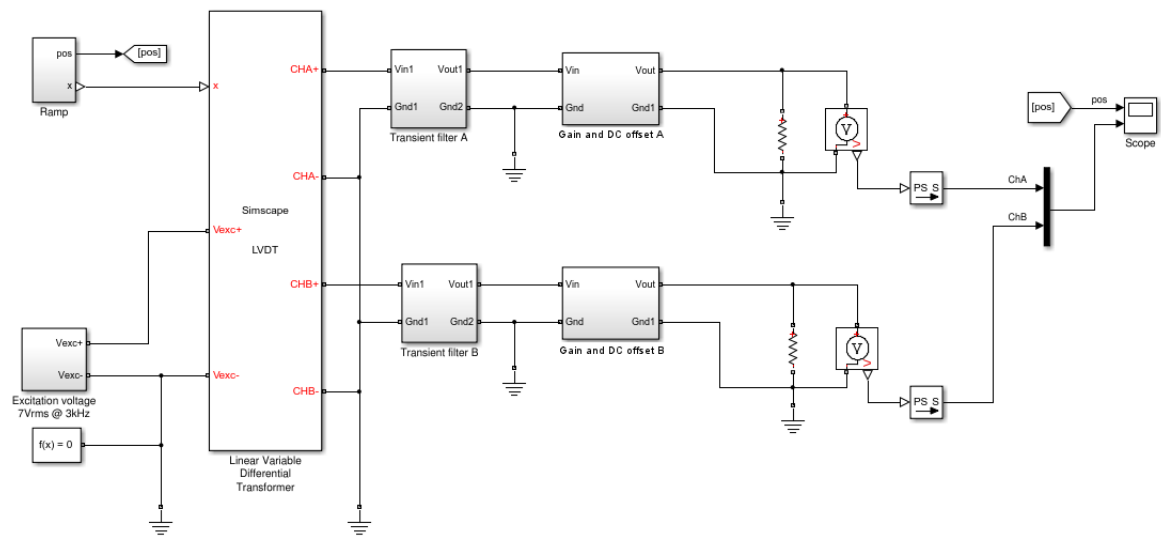 pos
[pos]
x
Ramp
x
CHA+
CHA-
Simscape
LVDT
Vexc+
CHB+
Vexc-
CHB-
Linear Variable
Differential
Transformer
Vexc+
Vexc-
Excitation voltage
7Vrms @ 3kHz
f(x) = 0
Vin1
Vout1
Gnd1
Gnd2
Transient filter A
Vin
Vout
Gnd
Gnd1
Gain and DC offset A
V
PS S
Vin1
Vout1
Gnd1
Gnd2
Transient filter B
Vin
Vout
Gnd
Gnd1
Gain and DC offset B
V
PS S
[pos]
pos
Scope
ChA
ChB